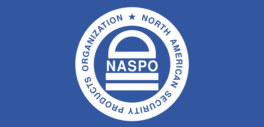 NORTH AMERICAN SECURITY PRODUCTS ORGANIZATION ★
NASPO